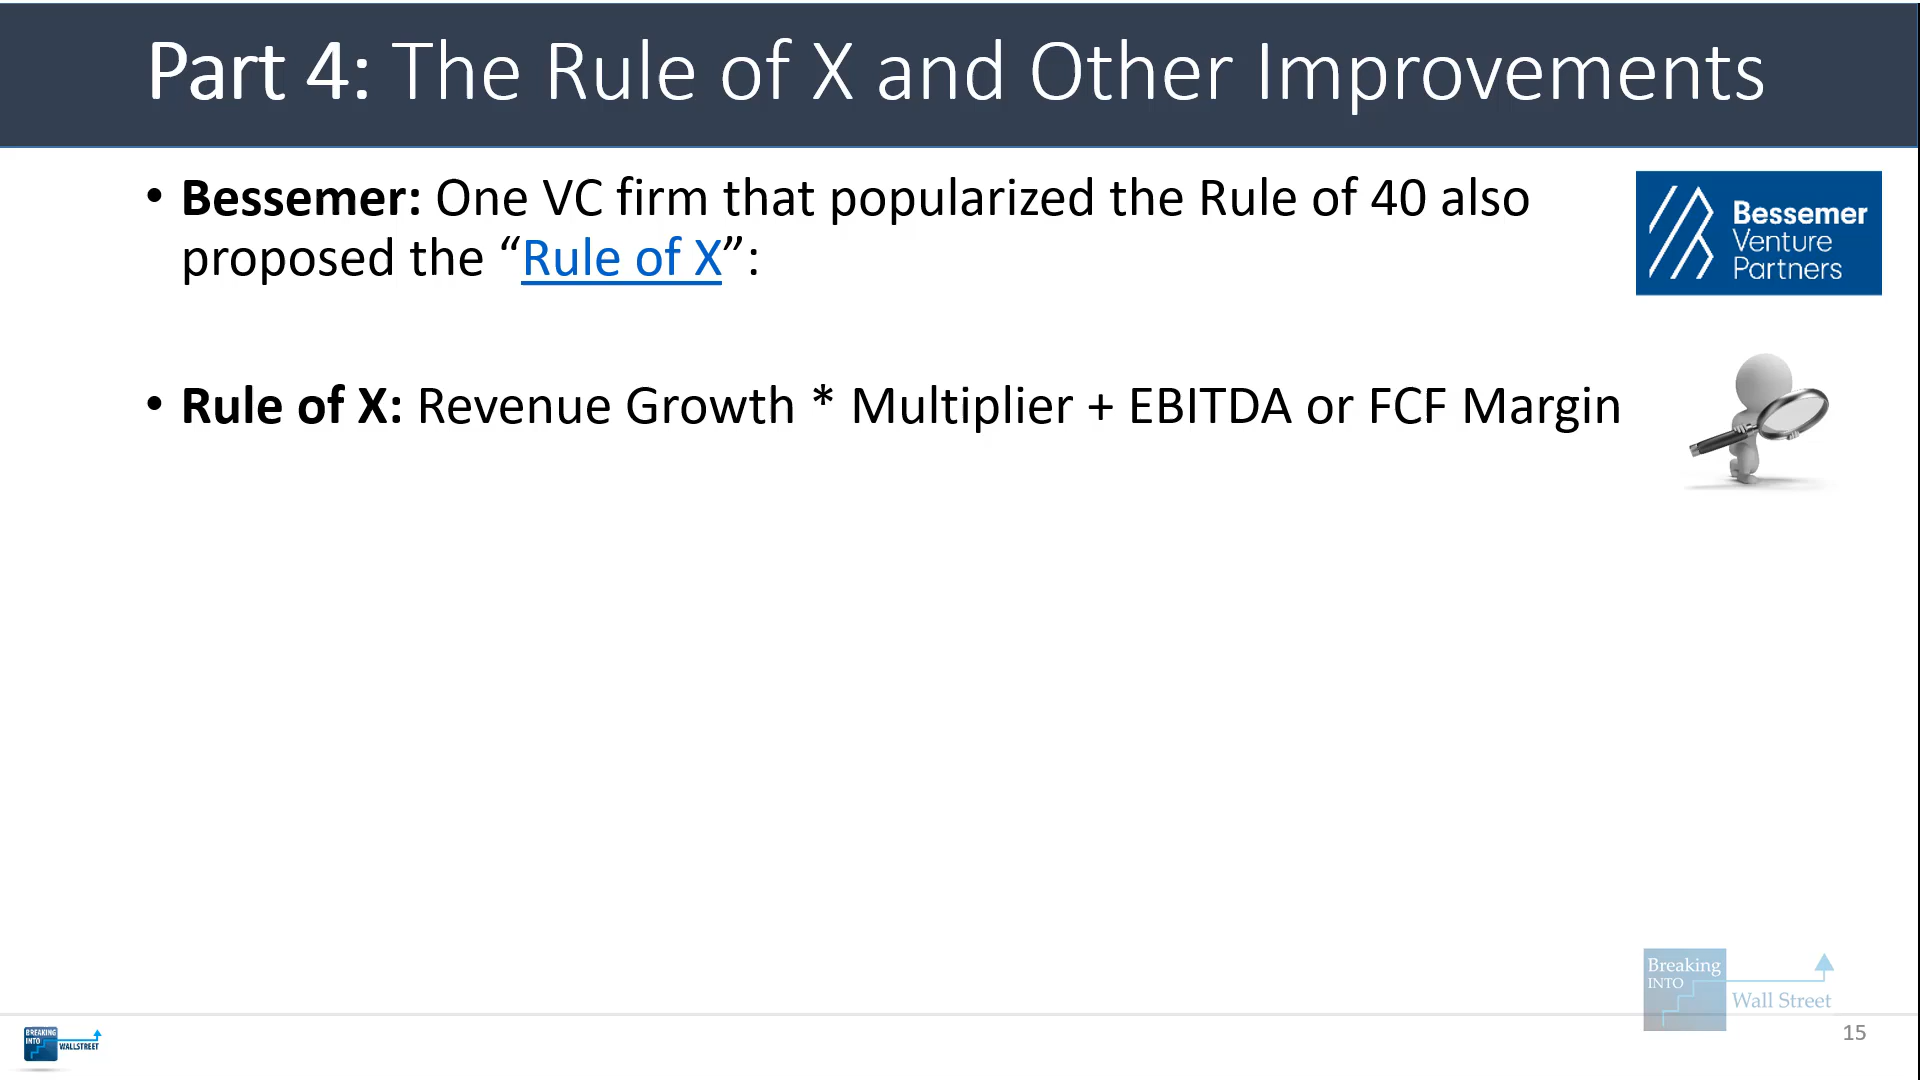 Part 4: The Rule of X and Other Improvements
• Bessemer: One VC firm that popularized the Rule of 40 also
proposed the “Rule of X”:
Bessemer
Venture
Partners
• Rule of X: Revenue Growth * Multiplier + EBITDA or FCF Margin
Breaking
INTO
Wall Street
BREAKING
INTO
WALLSTREET
15